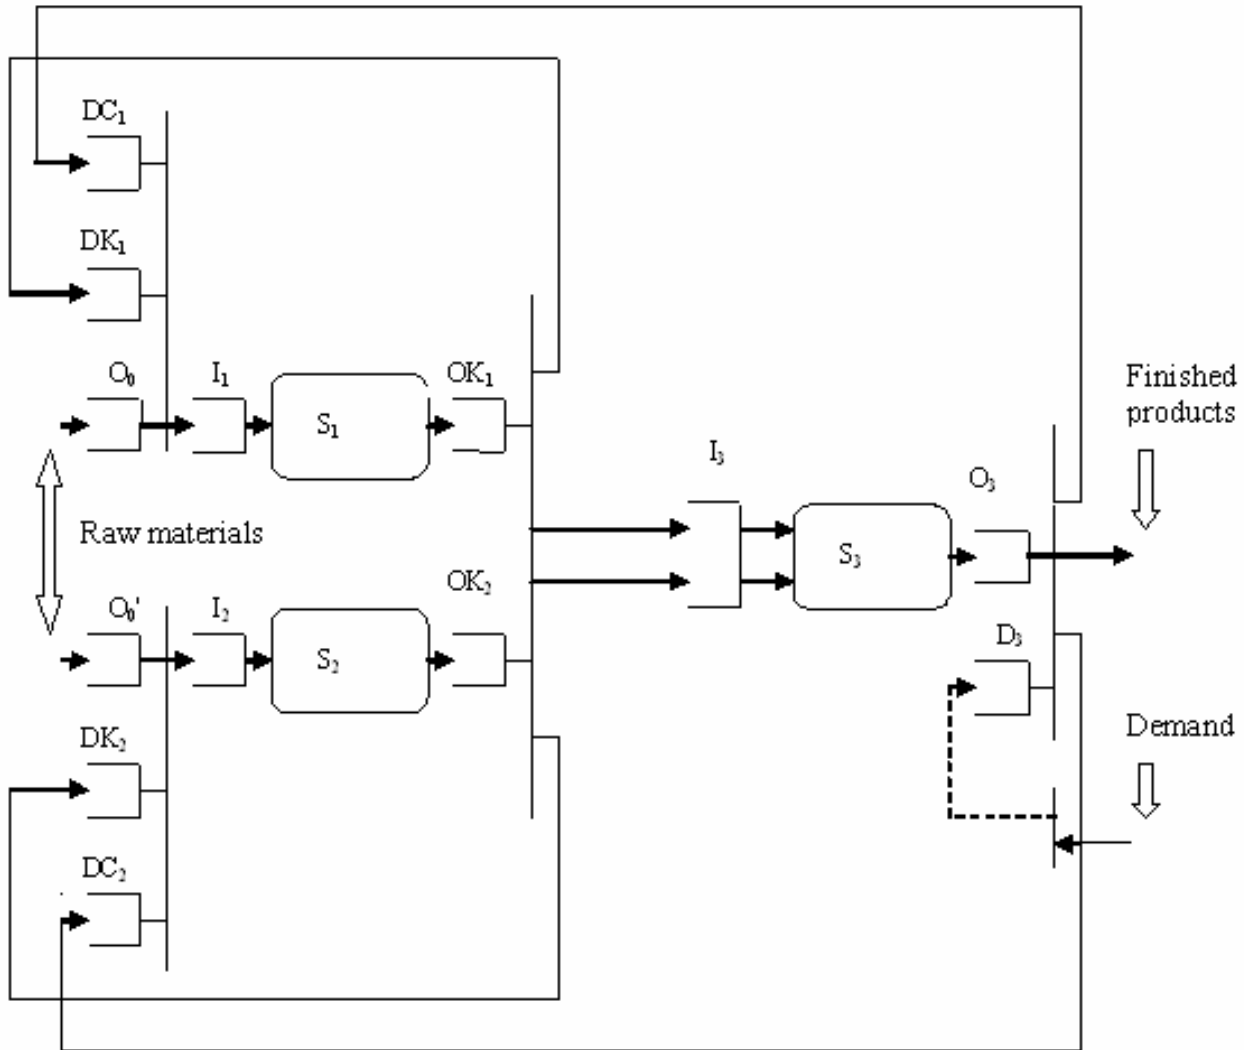 DC₁
DK₁
O₀
I₁
S₁
OK₁
Finished
products
I₃
O₃
S₃
Raw materials
O₀'
I₂
S₂
OK₂
D₃
DK₂
Demand
DC₂